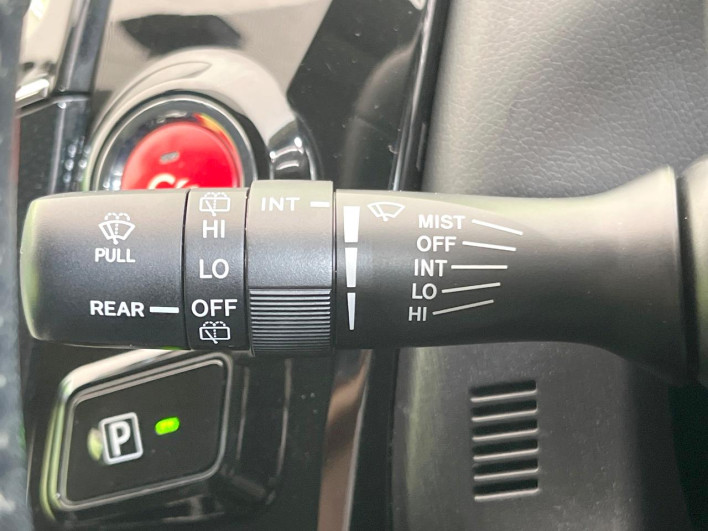 PULL
REAR
HI
LO
OFF
INT
MIST
OFF
INT
LO
HI
P